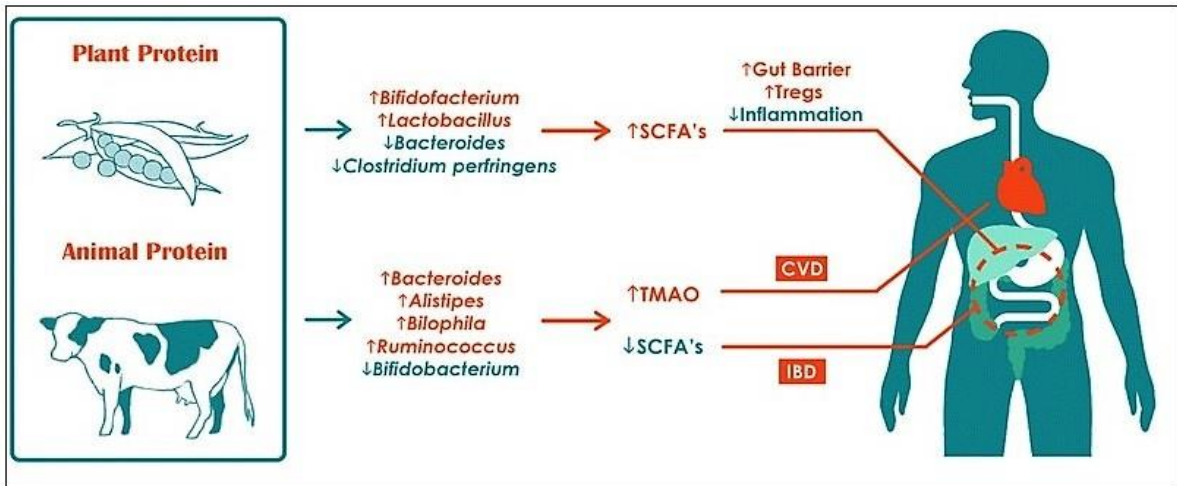 Plant Protein
↑Bifidofacterium
↑Lactobacillus
↓Bacteroides
↓Clostridium perfringens
↑SCFA's
↑Gut Barrier
↑Tregs
↓Inflammation
Animal Protein
↑Bacteroides
↑Alistipes
↑Bilophila
↑Ruminococcus
↓Bifidobacterium
↑TMAO
CVD
↓SCFA's
IBD